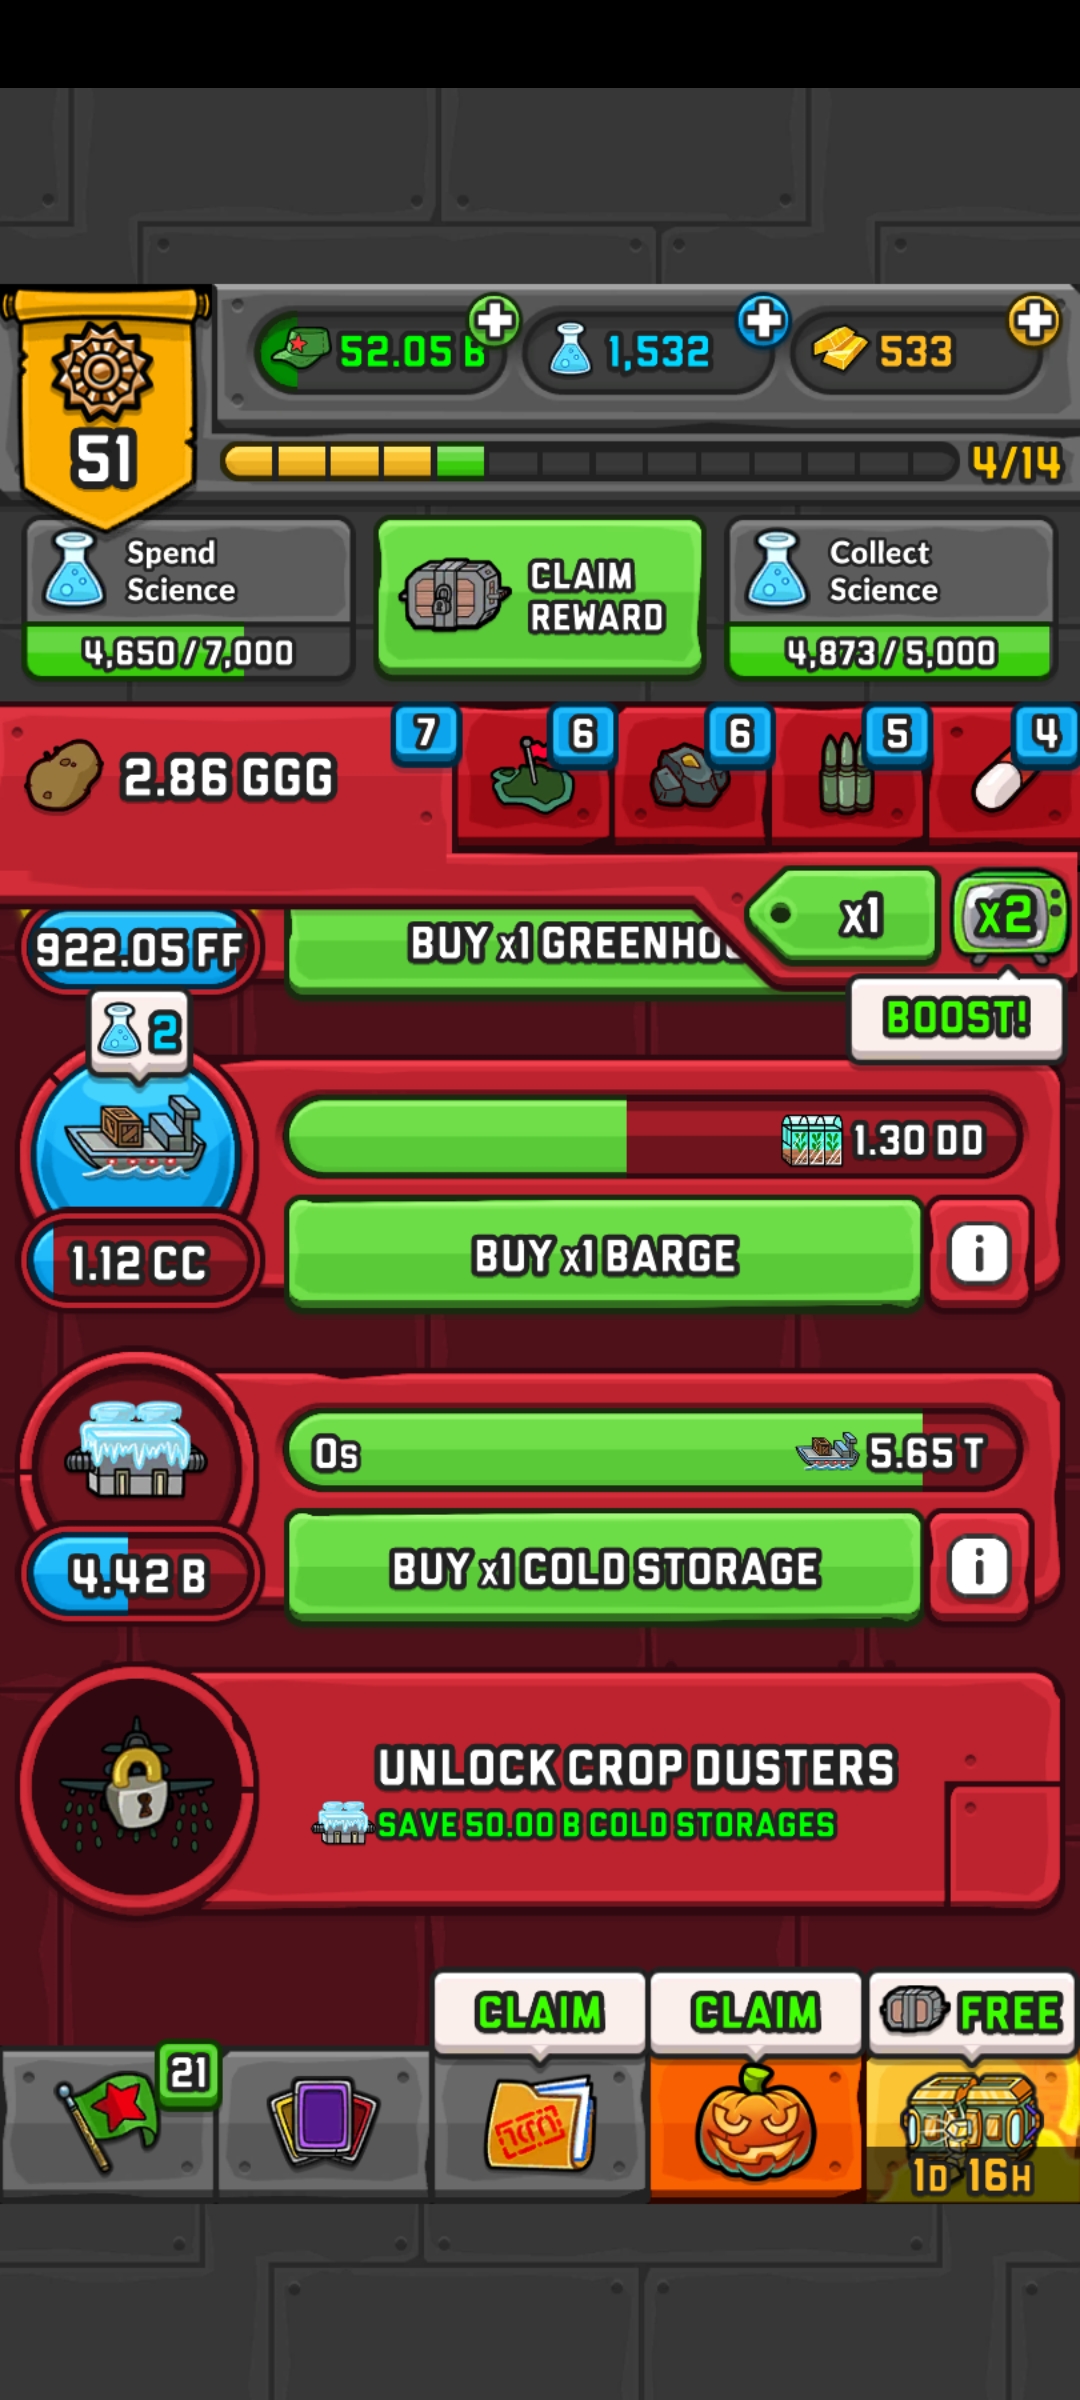 52.05 B
1,532
533
51
4/14
Spend
Science
4,650/7,000
CLAIM
REWARD
Collect
Science
4,873/5,000
2.86 GGG
7
6
6
5
4
x1
x2
BOOST!
922.05 FF
BUY x1 GREENHO
2
1.30 DD
1.12 CC
BUY x1 BARGE
i
0s
5.65 T
4.42 B
BUY x1 COLD STORAGE
i
UNLOCK CROP DUSTERS
SAVE 50.00 B COLD STORAGES
CLAIM
CLAIM
FREE
21
1D 16H